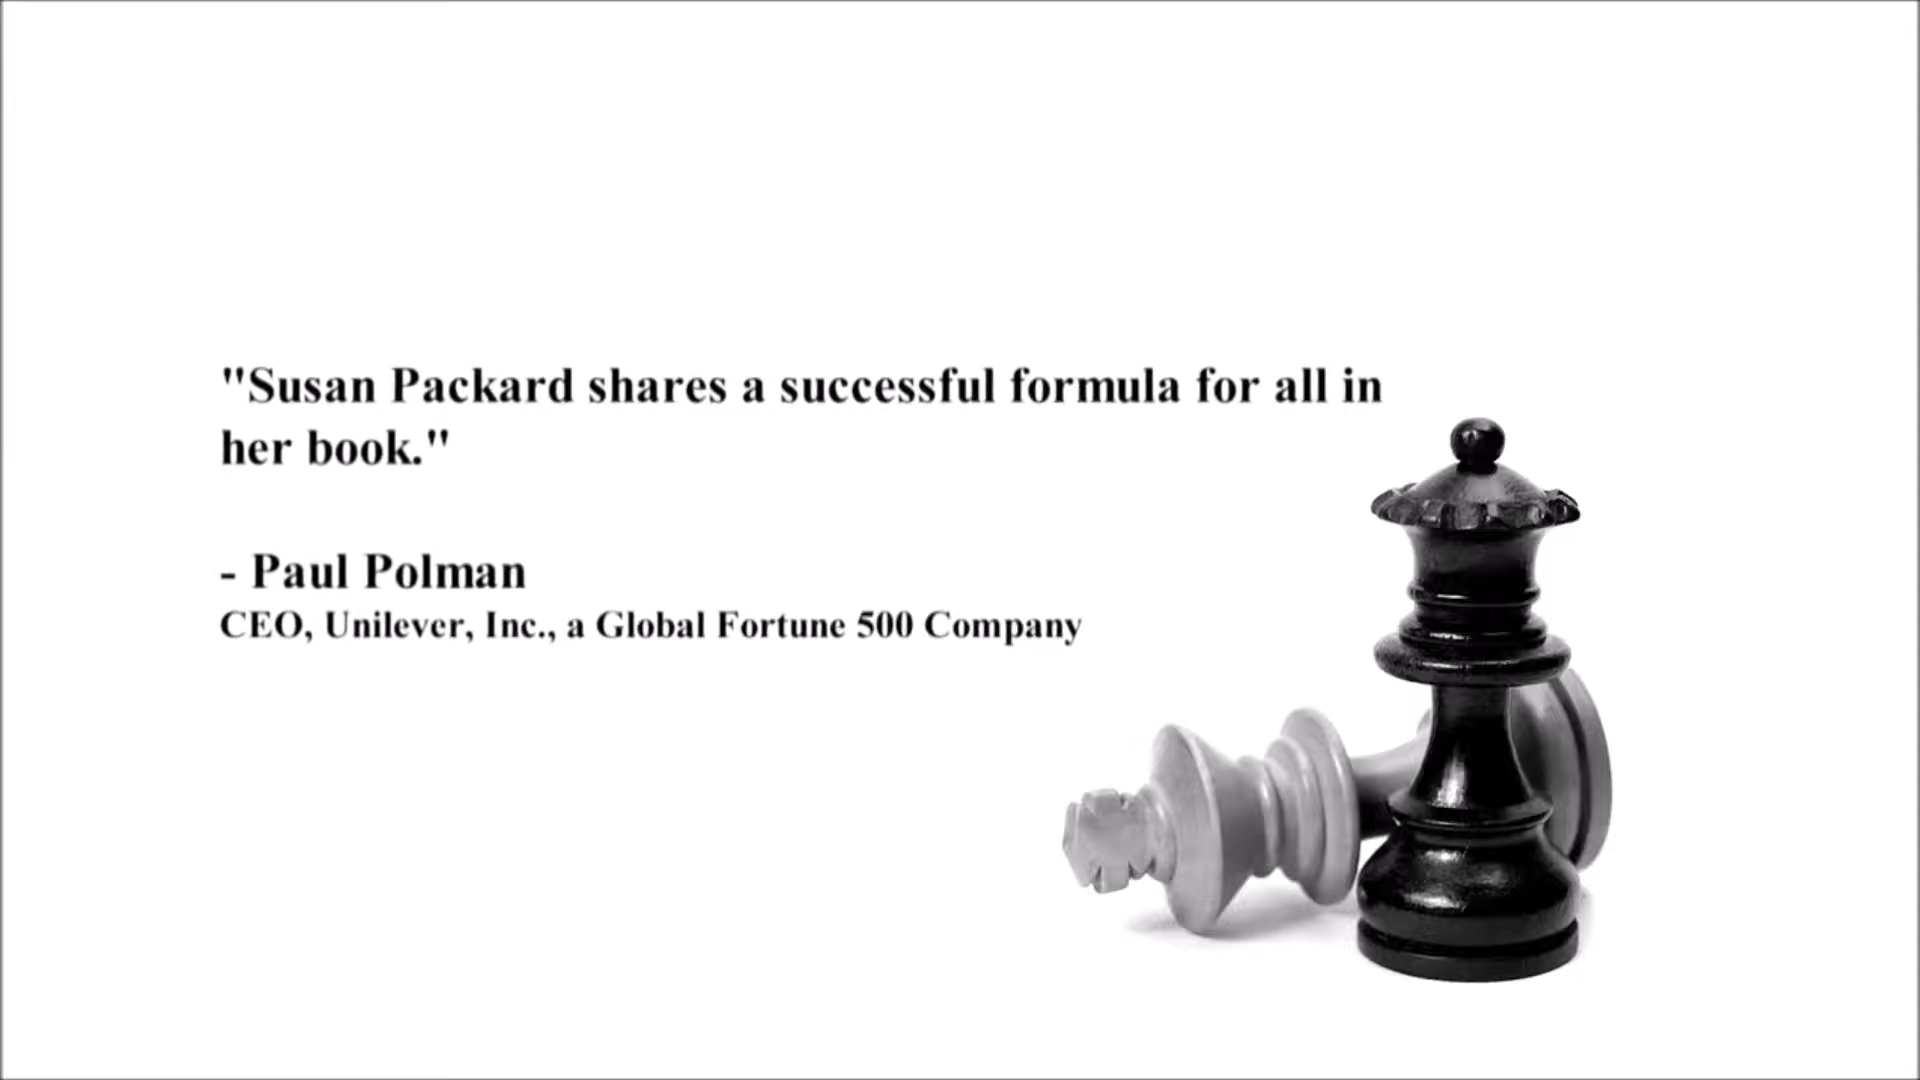 "Susan Packard shares a successful formula for all in
her book."
- Paul Polman
CEO, Unilever, Inc., a Global Fortune 500 Company